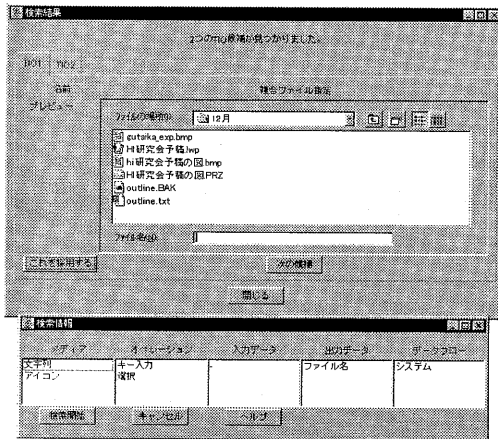 検索結果
2つのMO候補が見つかりました。
MO1 MO2
名前
複合ファイル指定
プレビュー
ファイルの場所(I):
12月
gutaika_exp.bmp
HI研究会予稿.lwp
hi研究会予稿の図.bmp
HI研究会予稿の図.PRZ
outline.BAK
outline.txt
ファイル名(N):
これを採用する
次の候補
閉じる
検索情報
メディア オペレーション 入力データ 出力データ データフロー
文字列 キー入力 - ファイル名 システム
アイコン 選択
検索開始 キャンセル ヘルプ